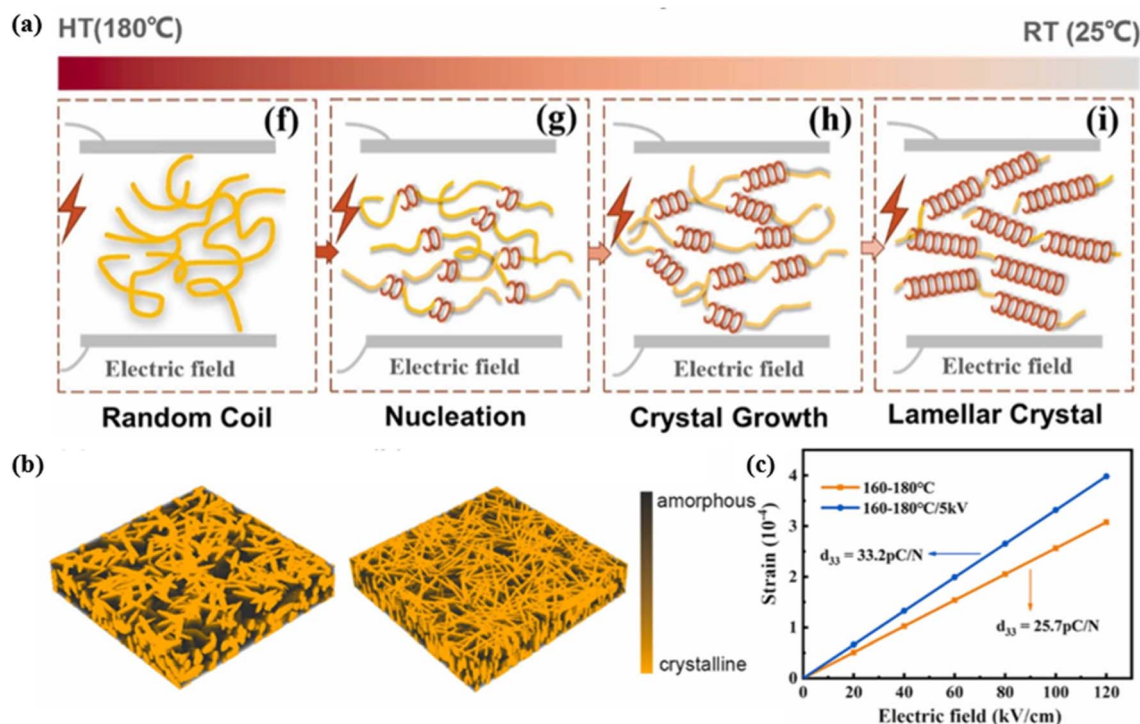 (a) HT(180℃) RT (25℃)
(f) (g) (h) (i)
Electric field Electric field Electric field Electric field
Random Coil Nucleation Crystal Growth Lamellar Crystal
(b)
amorphous
crystalline
(c)
160-180℃
160-180℃/5kV
d33 = 33.2pC/N
d33 = 25.7pC/N
Strain (10-4)
4
3
2
1
0
0 20 40 60 80 100 120
Electric field (kV/cm)